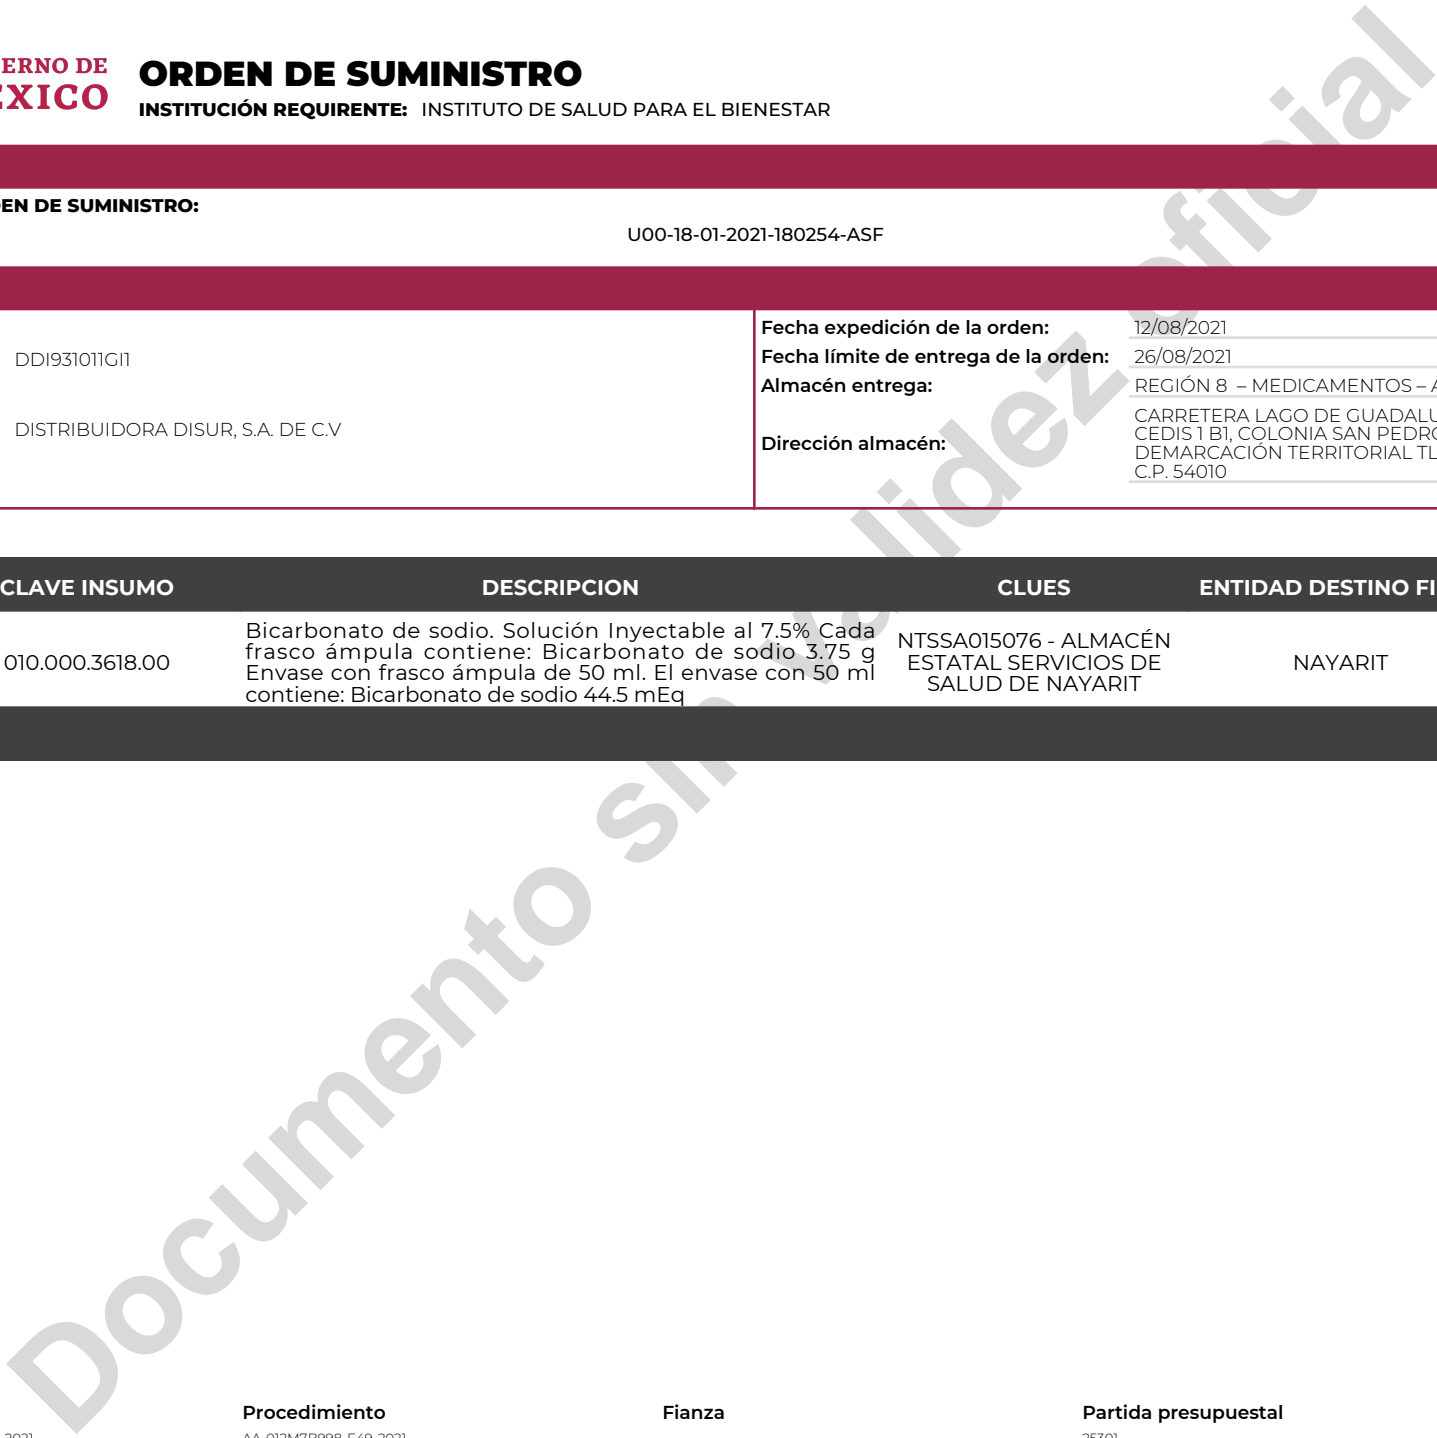 ERNO DE
ÉXICO
ORDEN DE SUMINISTRO
INSTITUCIÓN REQUIRENTE: INSTITUTO DE SALUD PARA EL BIENESTAR
EN DE SUMINISTRO:
U00-18-01-2021-180254-ASF
DDI931011GI1
DISTRIBUIDORA DISUR, S.A. DE C.V
Fecha expedición de la orden: 12/08/2021
Fecha límite de entrega de la orden: 26/08/2021
Almacén entrega: REGIÓN 8 – MEDICAMENTOS – A
Dirección almacén:
CARRETERA LAGO DE GUADALU
CEDIS 1 B1, COLONIA SAN PEDRO
DEMARCACIÓN TERRITORIAL TL
C.P. 54010
CLAVE INSUMO DESCRIPCION CLUES ENTIDAD DESTINO FI
010.000.3618.00
Bicarbonato de sodio. Solución Inyectable al 7.5% Cada
frasco ámpula contiene: Bicarbonato de sodio 3.75 g
Envase con frasco ámpula de 50 ml. El envase con 50 ml
contiene: Bicarbonato de sodio 44.5 mEq
NTSSA015076 - ALMACÉN
ESTATAL SERVICIOS DE
SALUD DE NAYARIT
NAYARIT
Documento sin validez oficial
Procedimiento Fianza Partida presupuestal